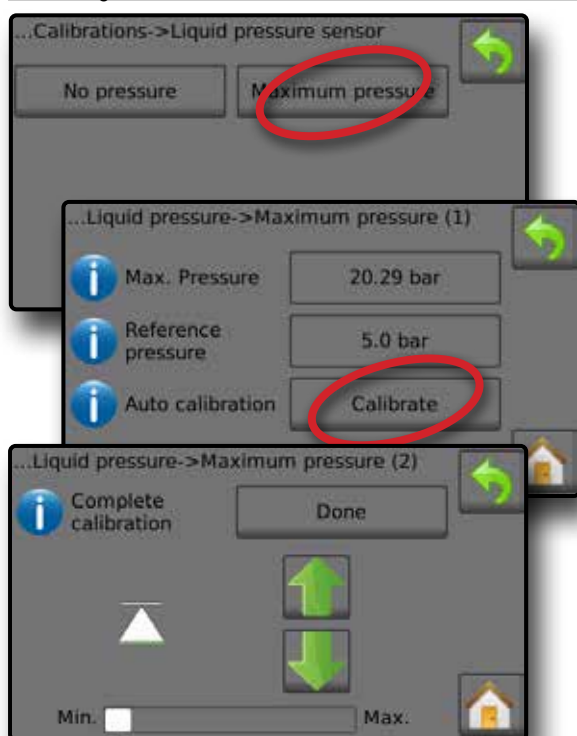 ...Calibrations->Liquid pressure sensor
No pressure
Maximum pressure
...Liquid pressure->Maximum pressure (1)
Max. Pressure
20.29 bar
Reference
pressure
5.0 bar
Auto calibration
Calibrate
...Liquid pressure->Maximum pressure (2)
Complete
calibration
Done
Min.
Max.